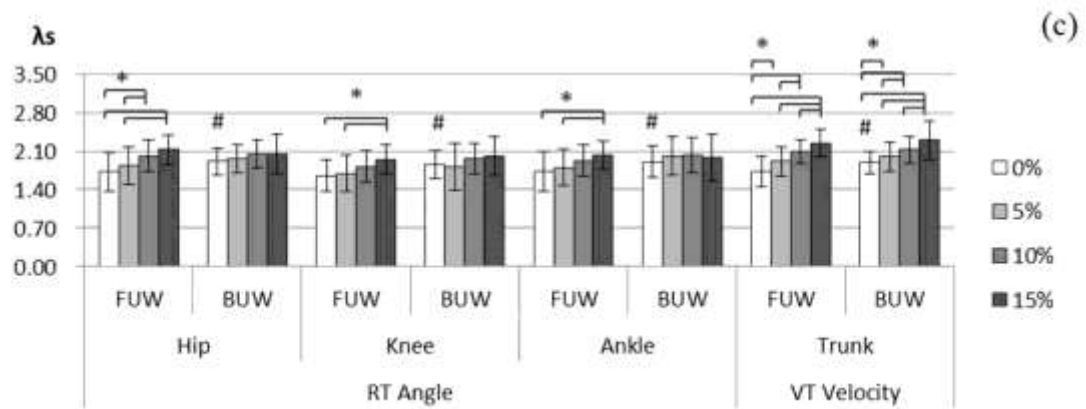 (c)
λs
3.50
2.80
2.10
1.40
0.70
0.00
* * * * *
# # # #
FUW BUW FUW BUW FUW BUW FUW BUW
Hip Knee Ankle Trunk
RT Angle VT Velocity
0%
5%
10%
15%